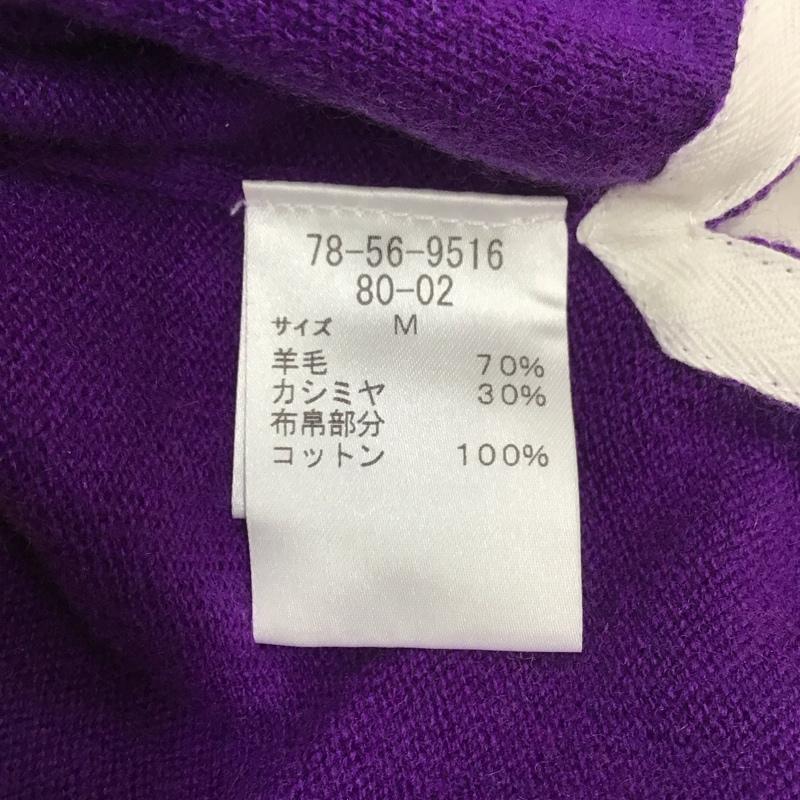 78-56-9516
80-02
サイズ M
羊毛 70%
カシミヤ 30%
布帛部分
コットン 100%